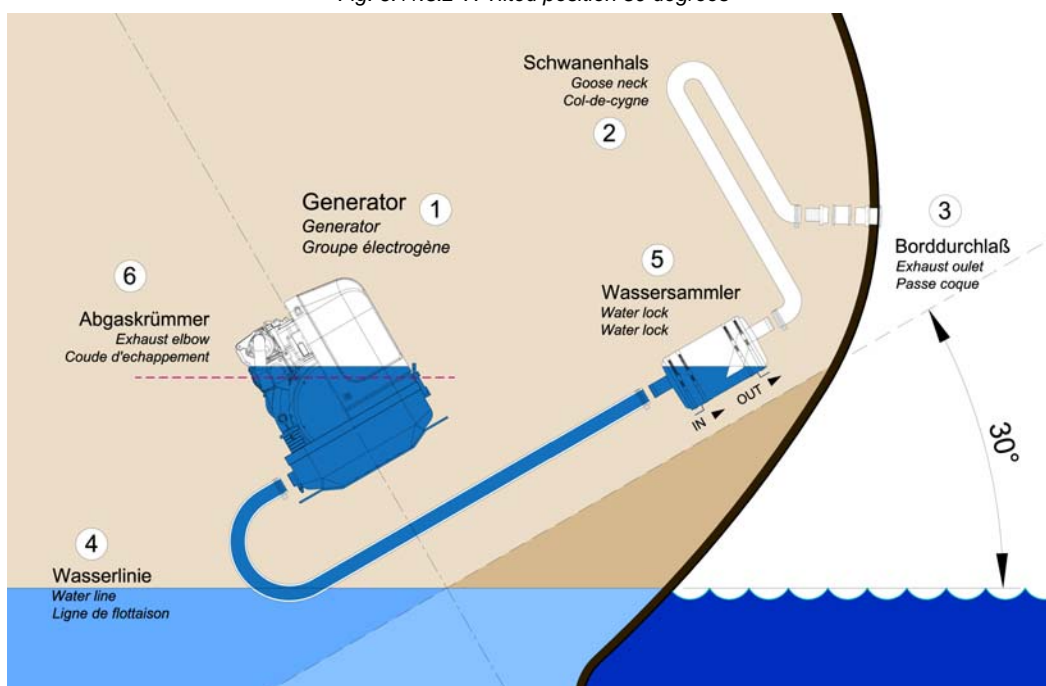 Schwanenhals
Goose neck
Col-de-cygne
2
Generator
Generator
Groupe électrogène
1
3
Borddurchlaß
Exhaust oulet
Passe coque
6
Abgaskrümmer
Exhaust elbow
Coude d'echappement
5
Wassersammler
Water lock
Water lock
IN OUT
30°
4
Wasserlinie
Water line
Ligne de flottaison